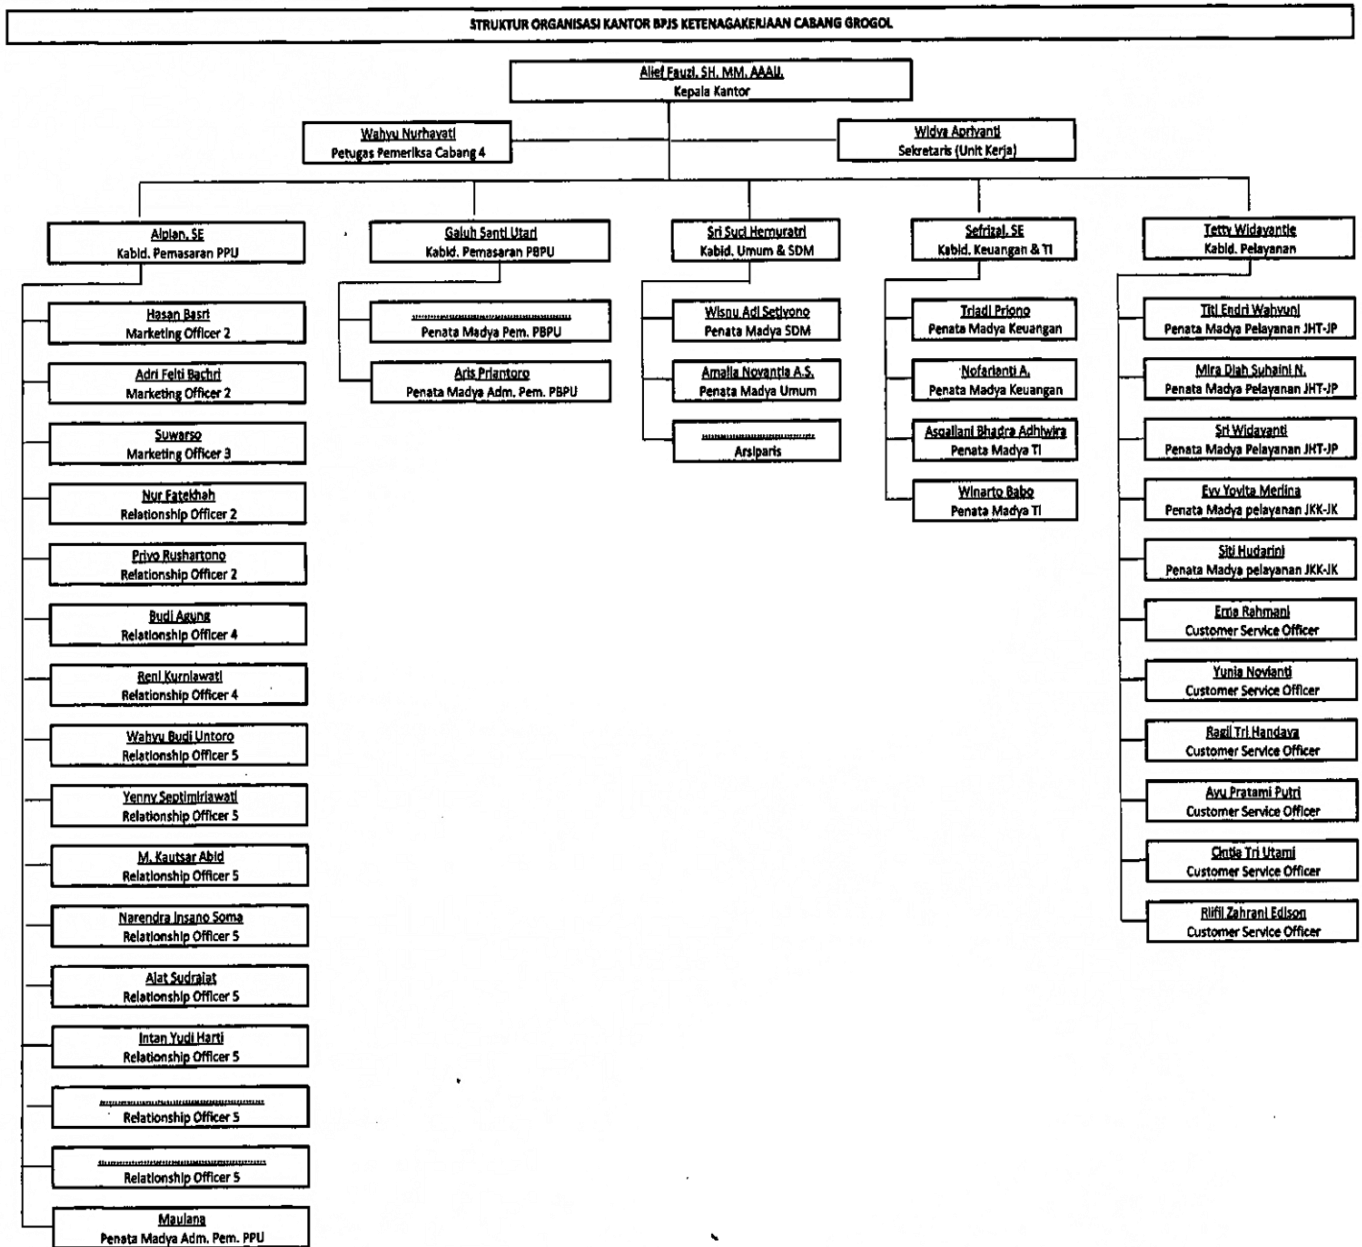 STRUKTUR ORGANISASI KANTOR BPJS KETENAGAKERJAAN CABANG GROGOL
Alief Fauzi, SH, MM, AAAIJ.
Kepala Kantor
Wahyu Nurhayati
Petugas Pemeriksa Cabang 4
Widya Apriyanti
Sekretaris (Unit Kerja)
Alpian, SE
Kabid. Pemasaran PPU
Galuh Santi Utari
Kabid. Pemasaran PBPU
Sri Suci Hemuratri
Kabid. Umum & SDM
Sefrizal, SE
Kabid. Keuangan & TI
Tetty Widayantie
Kabid. Pelayanan
Hasan Basri
Marketing Officer 2
Adri Felti Bachri
Marketing Officer 2
Suwarso
Marketing Officer 3
Nur Fatekhah
Relationship Officer 2
Priyo Rushartono
Relationship Officer 2
Budi Agung
Relationship Officer 4
Reni Kurniawati
Relationship Officer 4
Wahyu Budi Untoro
Relationship Officer 5
Yenny Septimiriawati
Relationship Officer 5
M. Kautsar Abid
Relationship Officer 5
Narendra Insano Soma
Relationship Officer 5
Ajat Sudrajat
Relationship Officer 5
Intan Yudi Harti
Relationship Officer 5
Relationship Officer 5
Relationship Officer 5
Maulana
Penata Madya Adm. Pem. PPU
Penata Madya Pem. PBPU
Aris Priantoro
Penata Madya Adm. Pem. PBPU
Wisnu Adi Setiyono
Penata Madya SDM
Amalia Novantia A.S.
Penata Madya Umum
Arsiparis
Triadi Priono
Penata Madya Keuangan
Nofarianti A.
Penata Madya Keuangan
Asqallani Bhadra Adhiwira
Penata Madya TI
Winarto Babo
Penata Madya TI
Titi Endri Wahyuni
Penata Madya Pelayanan JHT-JP
Mira Diah Suhaini N.
Penata Madya Pelayanan JHT-JP
Sri Widayanti
Penata Madya Pelayanan JHT-JP
Evy Yovita Merlina
Penata Madya pelayanan JKK-JK
Siti Hudarini
Penata Madya pelayanan JKK-JK
Erna Rahmani
Customer Service Officer
Yunia Novianti
Customer Service Officer
Ragil Tri Handaya
Customer Service Officer
Ayu Pratami Putri
Customer Service Officer
Cintia Tri Utami
Customer Service Officer
Riifil Zahrani Edison
Customer Service Officer